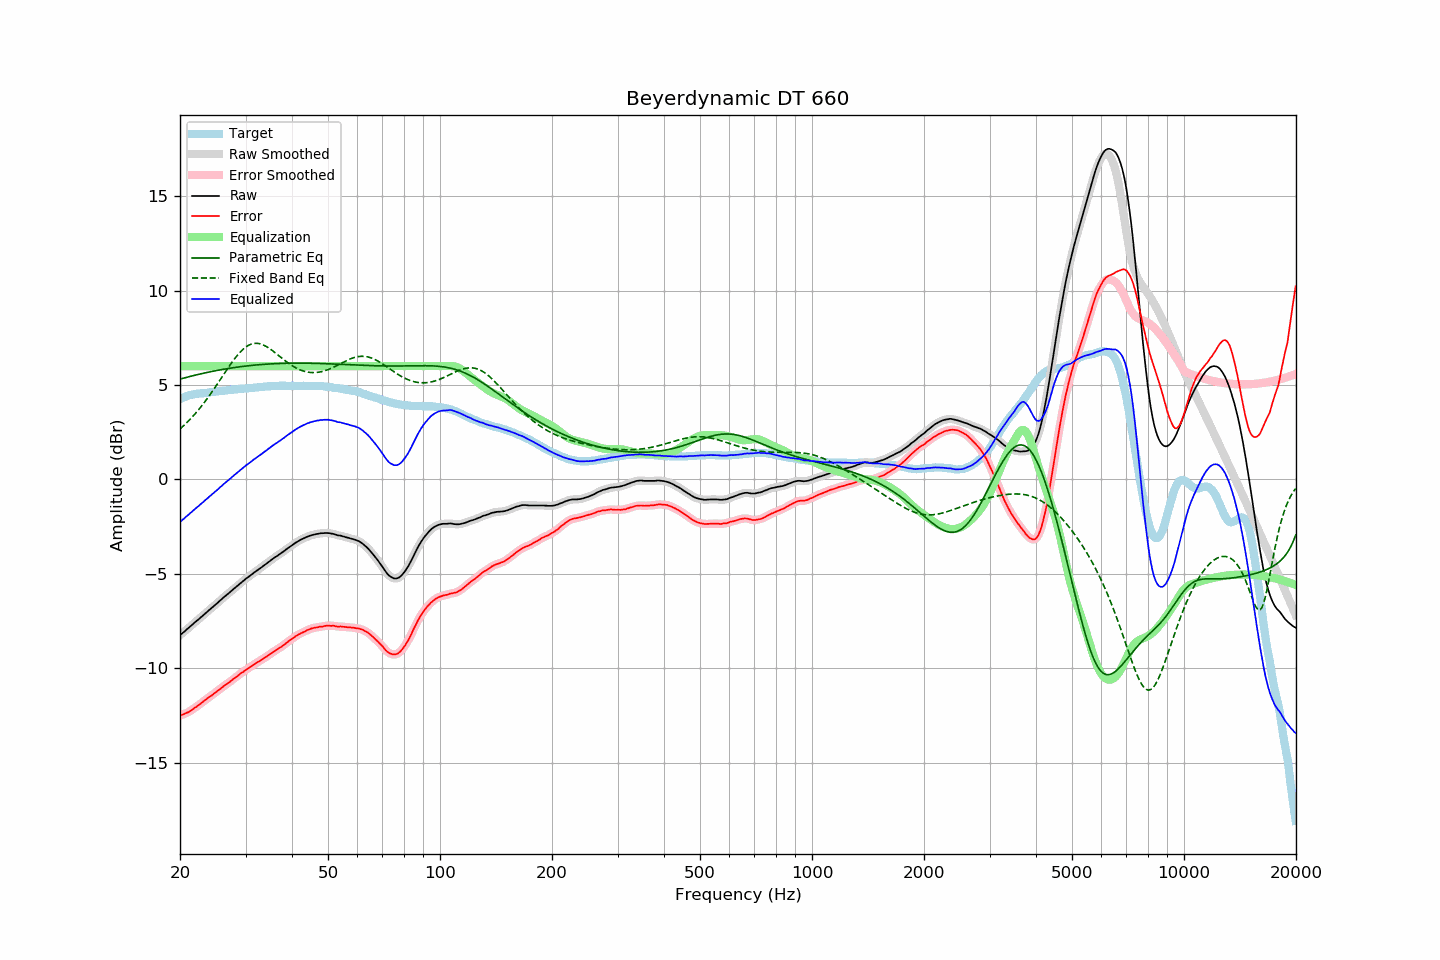 Beyerdynamic DT 660
Target
Raw Smoothed
Error Smoothed
Raw
Error
Equalization
Parametric Eq
Fixed Band Eq
Equalized
15
10
5
0
−5
−10
−15
Amplitude (dBr)
20
50
100
200
500
1000
2000
5000
10000
20000
Frequency (Hz)